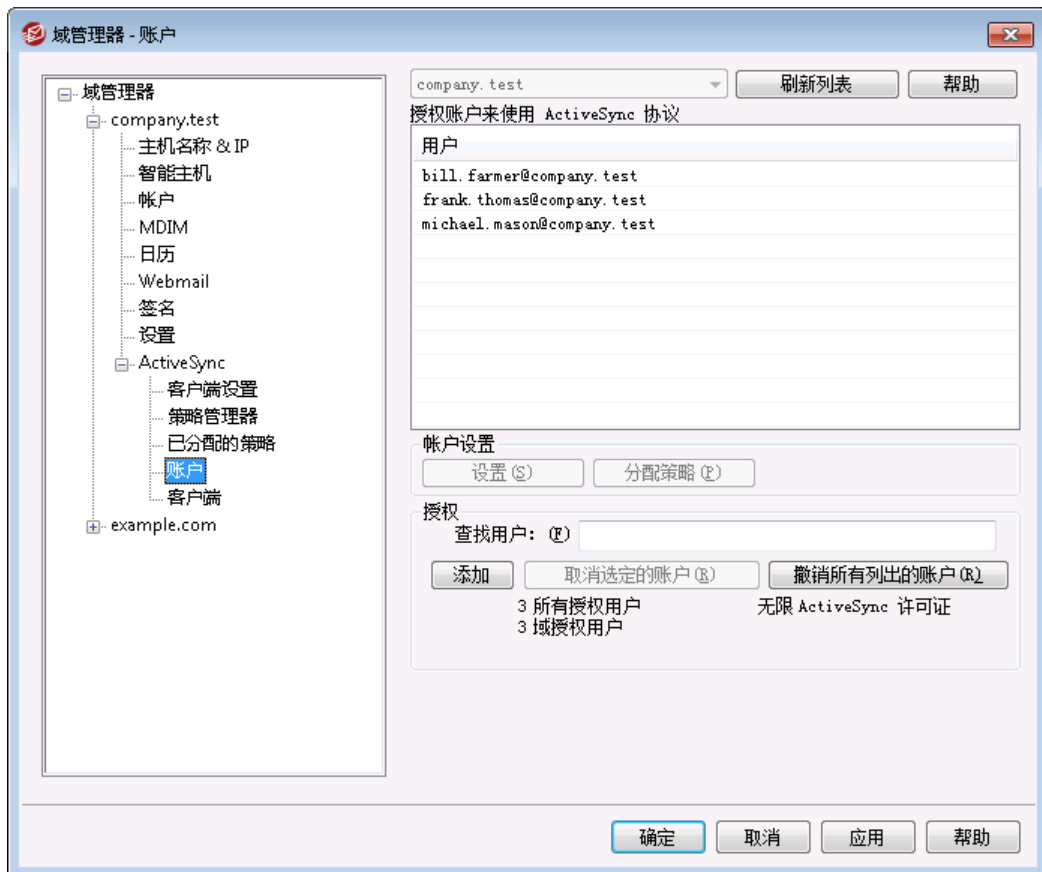 域管理器 - 账户
域管理器
company.test
主机名称 & IP
智能主机
帐户
MDIM
日历
Webmail
签名
设置
ActiveSync
客户端设置
策略管理器
已分配的策略
账户
客户端
example.com
company.test
刷新列表
帮助
授权账户来使用 ActiveSync 协议
用户
bill.farmer@company.test
frank.thomas@company.test
michael.mason@company.test
帐户设置
设置(S)
分配策略(P)
授权
查找用户: (F)
添加
取消选定的账户(R)
撤销所有列出的账户(R)
3 所有授权用户
无限 ActiveSync 许可证
3 域授权用户
确定
取消
应用
帮助